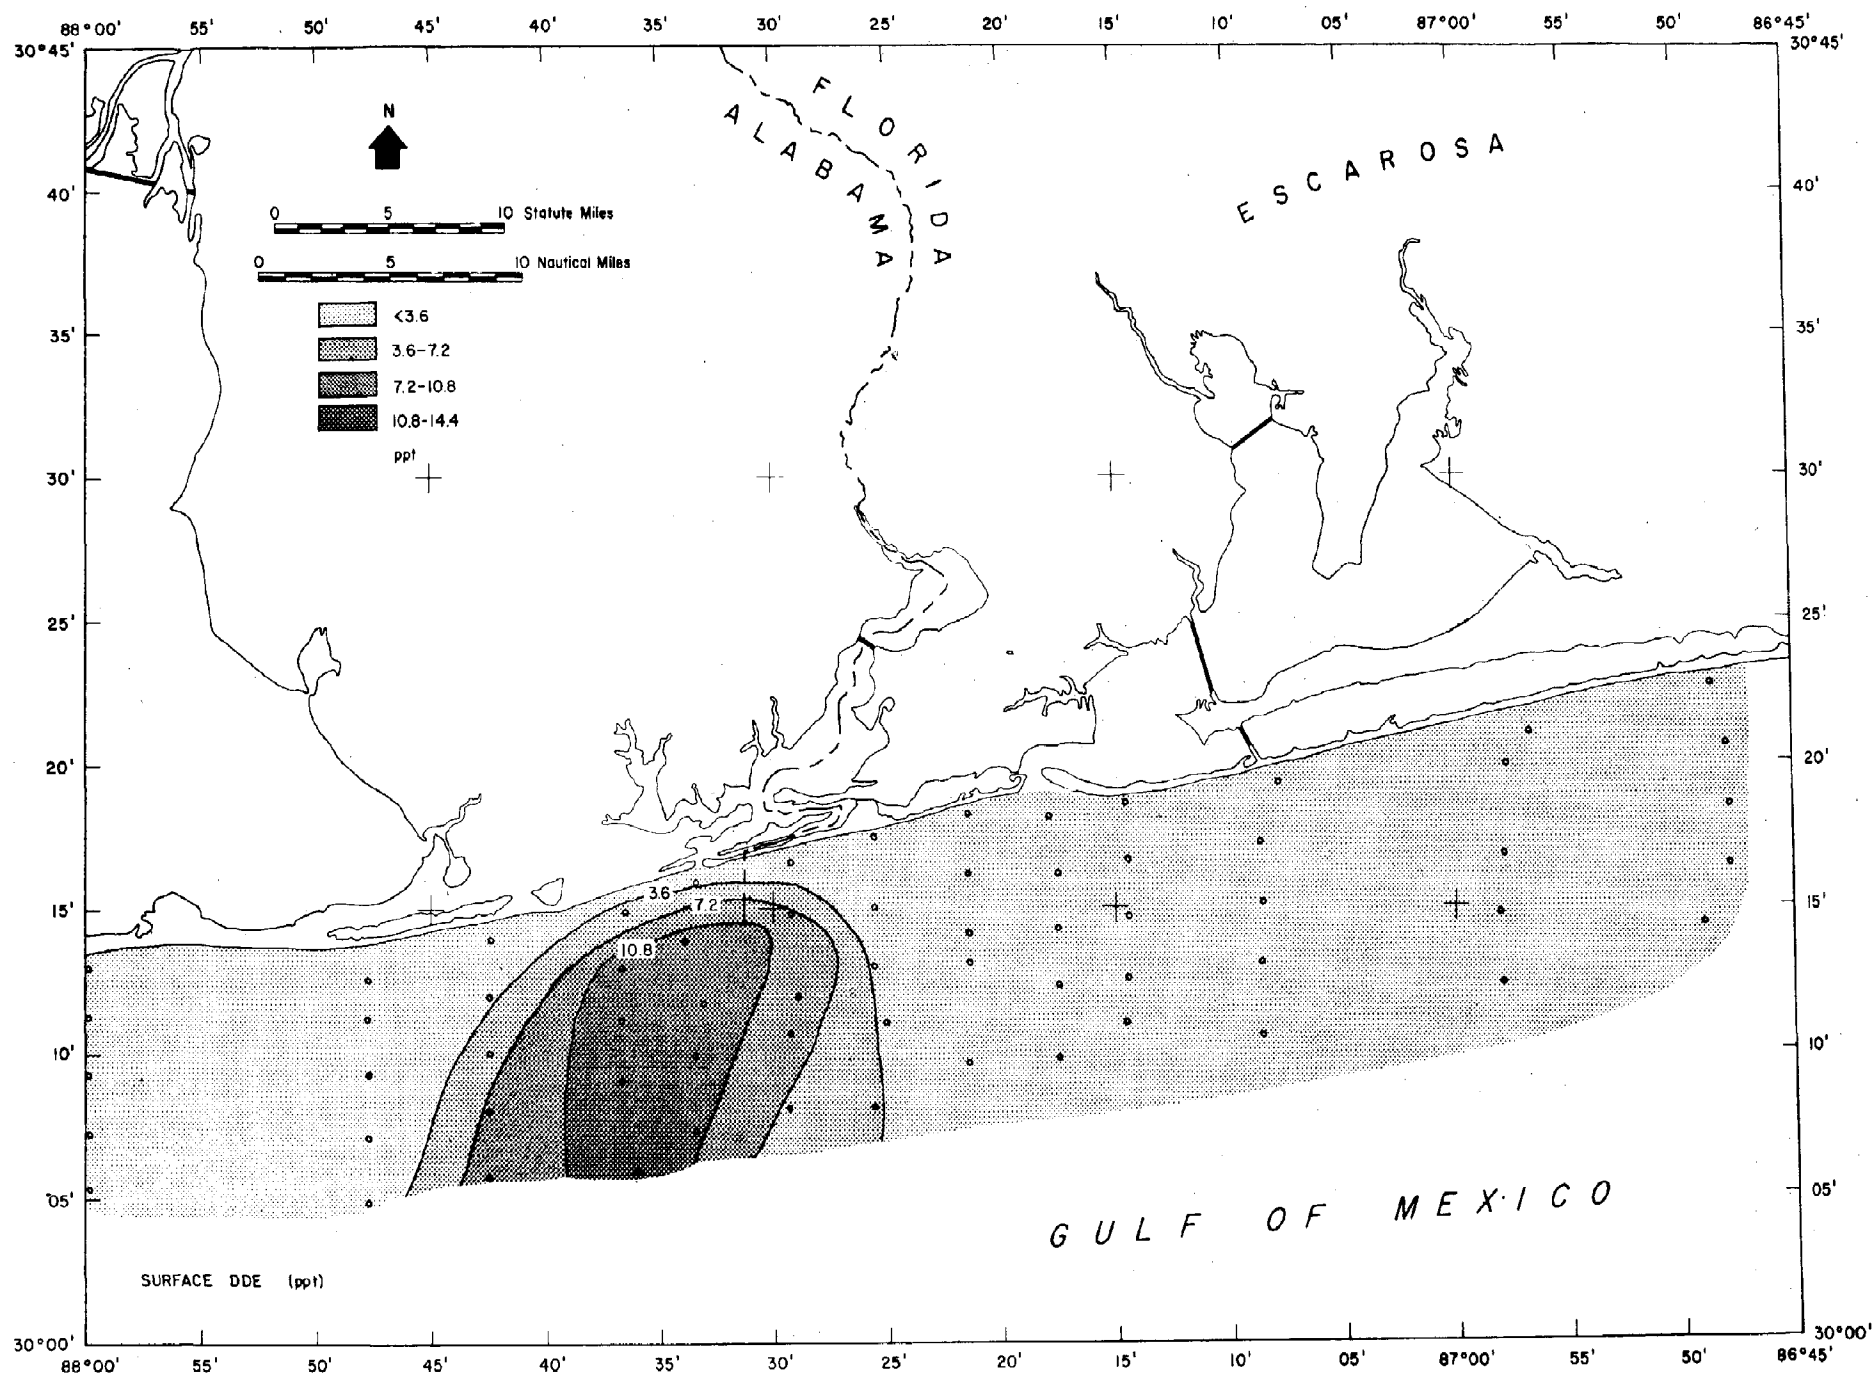 88°00' 55' 50' 45' 40' 35' 30' 25' 20' 15' 10' 05' 87°00' 55' 50' 86°45'
30°45' 30°45'
FLORIDA
ALABAMA
ESCAROSA
N
40' 40'
0 5 10 Statute Miles
0 5 10 Nautical Miles
<3.6
3.6-7.2
7.2-10.8
10.8-14.4
ppt
35' 35'
30' 30'
25' 25'
20' 20'
15' 15'
3.6
7.2
10.8
10' 10'
05' 05'
GULF OF MEXICO
SURFACE DDE (ppt)
30°00' 30°00'
88°00' 55' 50' 45' 40' 35' 30' 25' 20' 15' 10' 05' 87°00' 55' 50' 86°45'